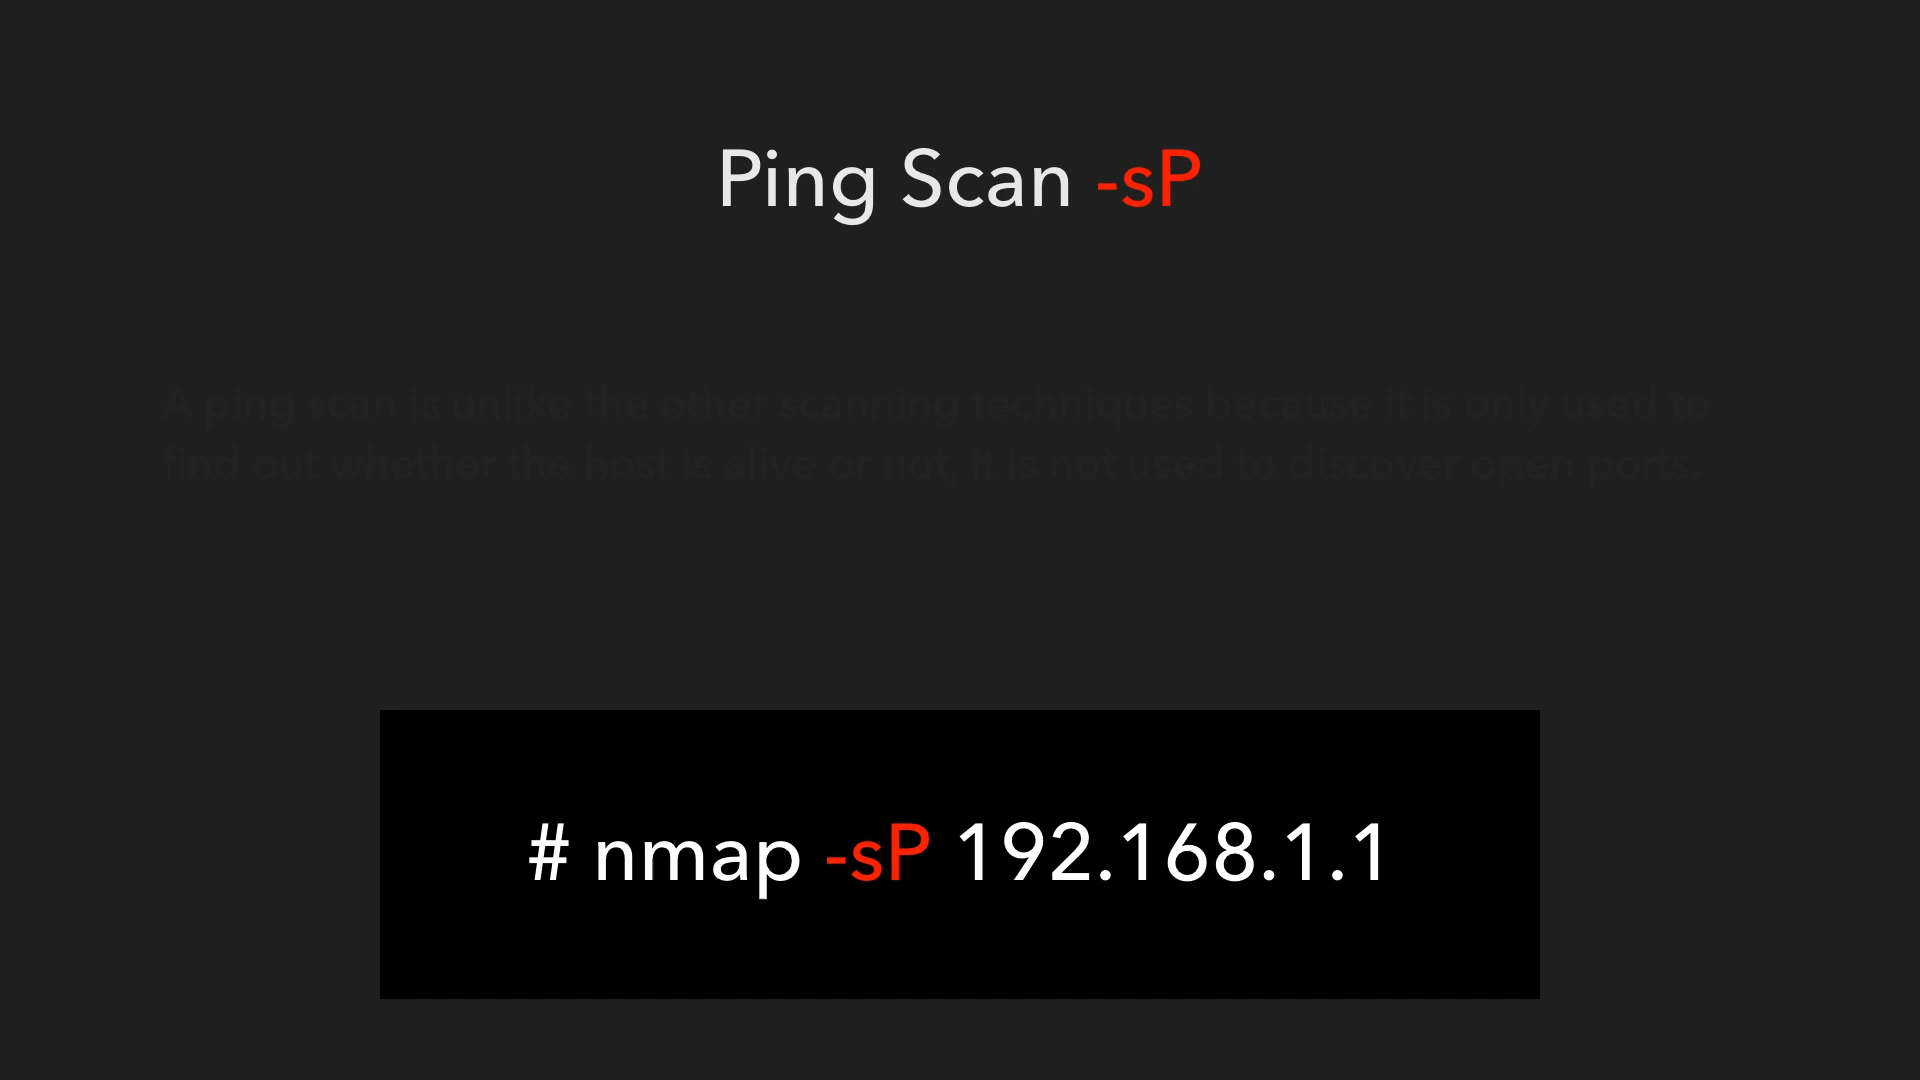 Ping Scan -sP
A ping scan is unlike the other scanning techniques because it is only used to
find out whether the host is alive or not, it is not used to discover open ports.
# nmap -sP 192.168.1.1